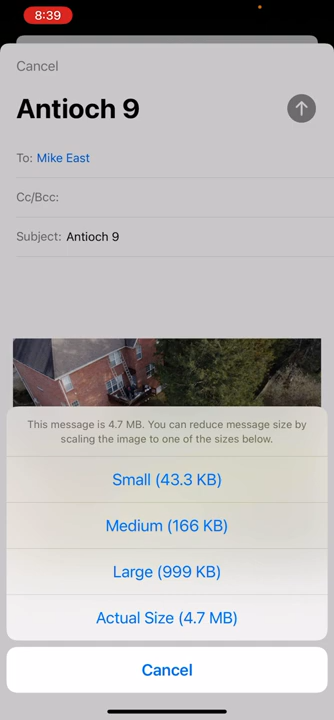 8:39
Cancel
Antioch 9
To: Mike East
Cc/Bcc:
Subject: Antioch 9
This message is 4.7 MB. You can reduce message size by
scaling the image to one of the sizes below.
Small (43.3 KB)
Medium (166 KB)
Large (999 KB)
Actual Size (4.7 MB)
Cancel